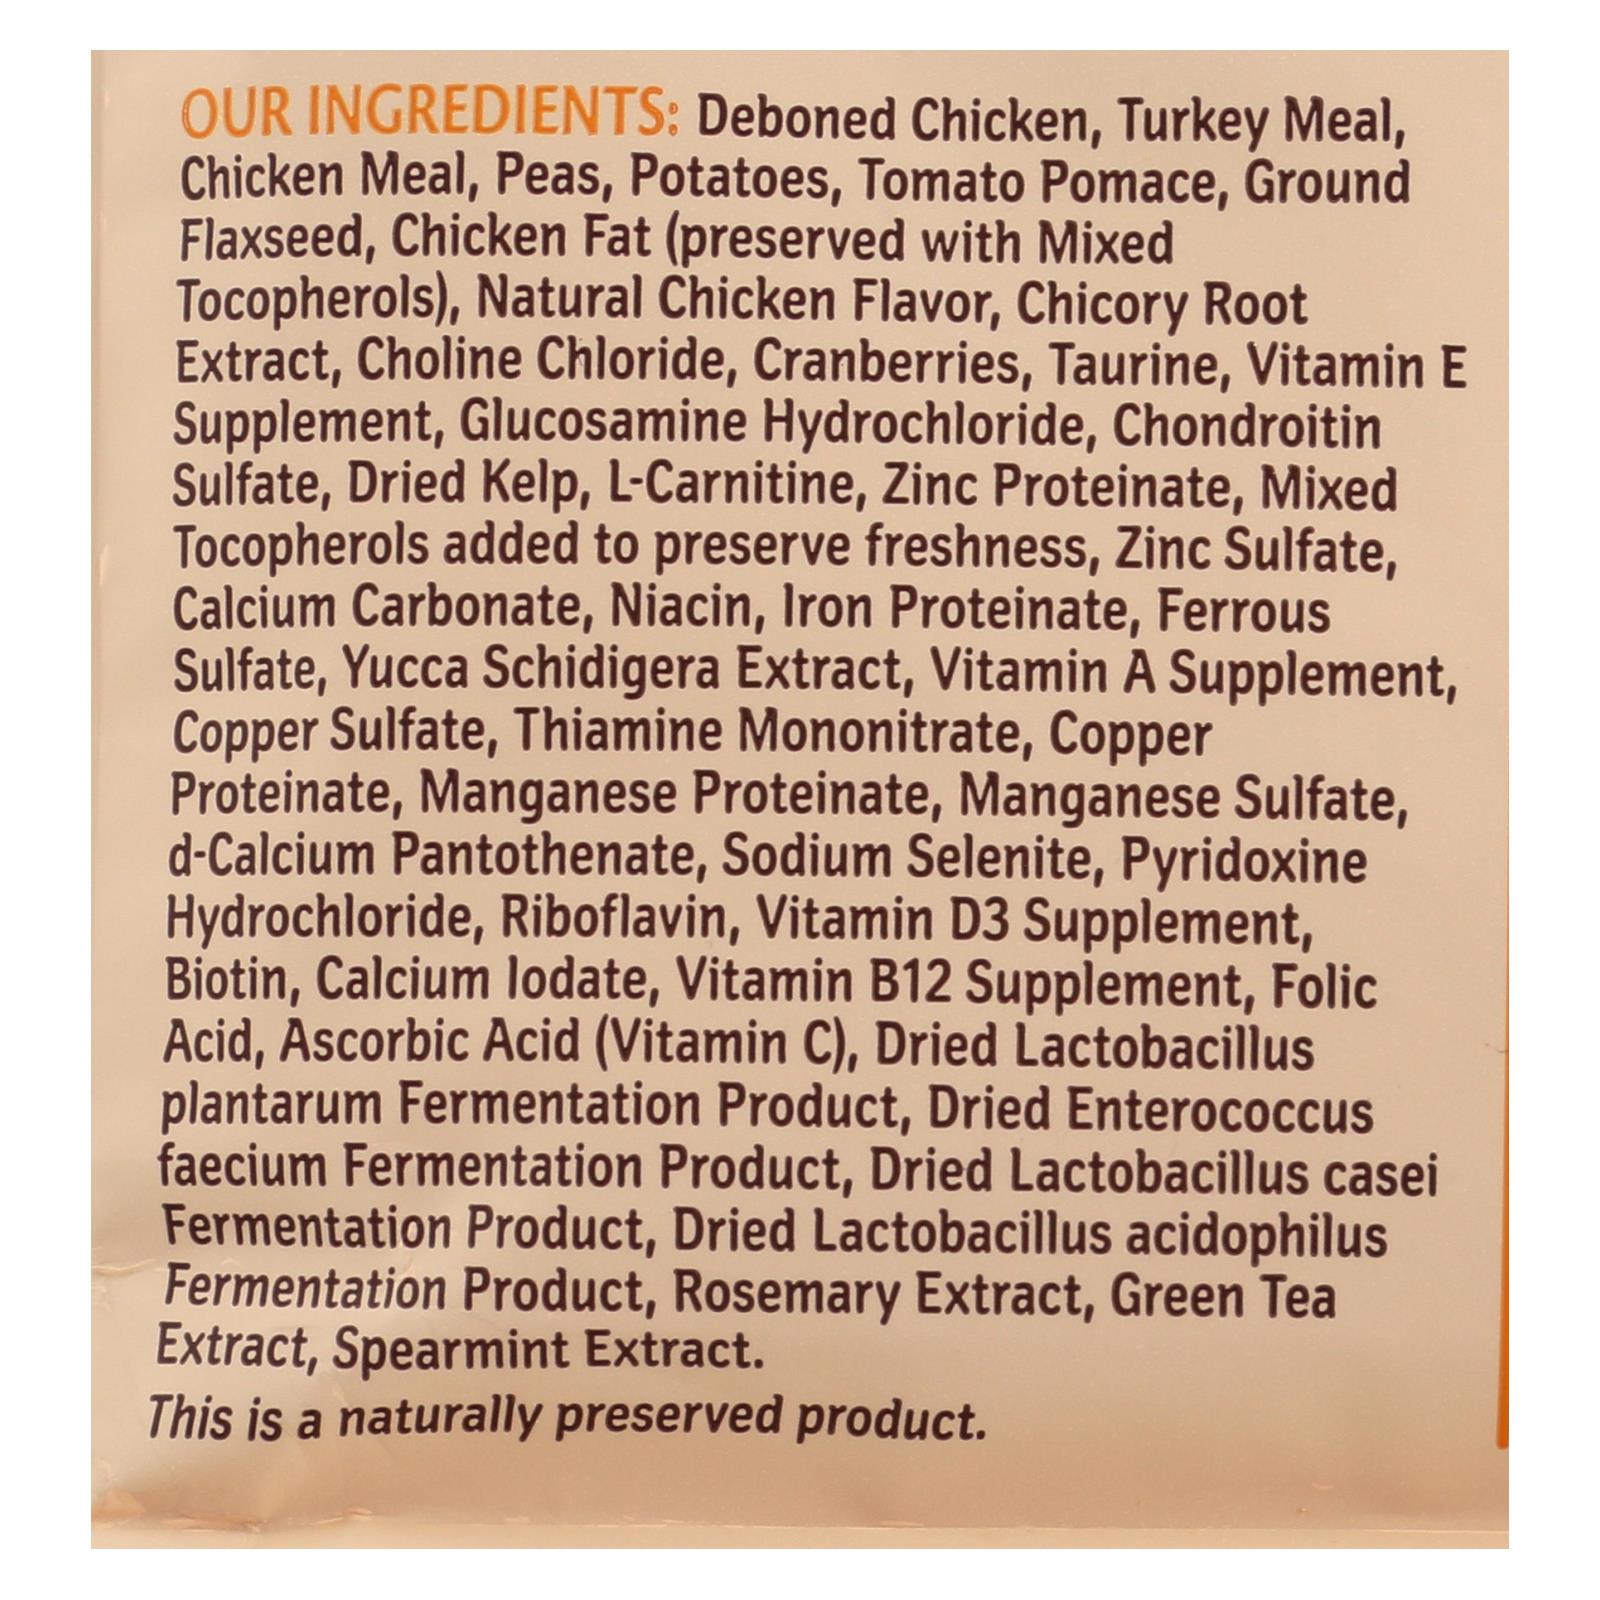 OUR INGREDIENTS: Deboned Chicken, Turkey Meal,
Chicken Meal, Peas, Potatoes, Tomato Pomace, Ground
Flaxseed, Chicken Fat (preserved with Mixed
Tocopherols), Natural Chicken Flavor, Chicory Root
Extract, Choline Chloride, Cranberries, Taurine, Vitamin E
Supplement, Glucosamine Hydrochloride, Chondroitin
Sulfate, Dried Kelp, L-Carnitine, Zinc Proteinate, Mixed
Tocopherols added to preserve freshness, Zinc Sulfate,
Calcium Carbonate, Niacin, Iron Proteinate, Ferrous
Sulfate, Yucca Schidigera Extract, Vitamin A Supplement,
Copper Sulfate, Thiamine Mononitrate, Copper
Proteinate, Manganese Proteinate, Manganese Sulfate,
d-Calcium Pantothenate, Sodium Selenite, Pyridoxine
Hydrochloride, Riboflavin, Vitamin D3 Supplement,
Biotin, Calcium Iodate, Vitamin B12 Supplement, Folic
Acid, Ascorbic Acid (Vitamin C), Dried Lactobacillus
plantarum Fermentation Product, Dried Enterococcus
faecium Fermentation Product, Dried Lactobacillus casei
Fermentation Product, Dried Lactobacillus acidophilus
Fermentation Product, Rosemary Extract, Green Tea
Extract, Spearmint Extract.
This is a naturally preserved product.